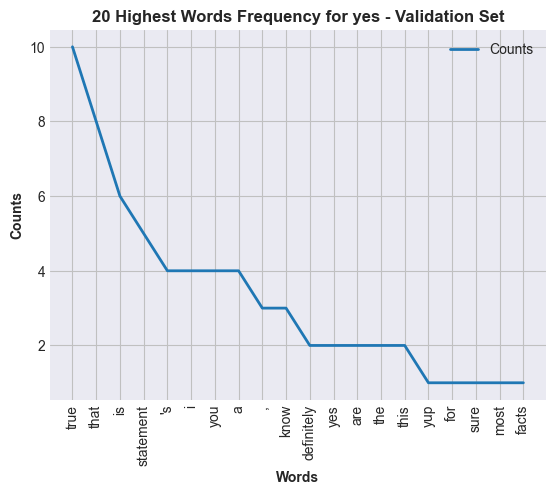 20 Highest Words Frequency for yes - Validation Set
Counts
10
8
6
4
2
Counts
true
that
is
statement
's
i
you
a
,
know
definitely
yes
are
the
this
yup
for
sure
most
facts
Words